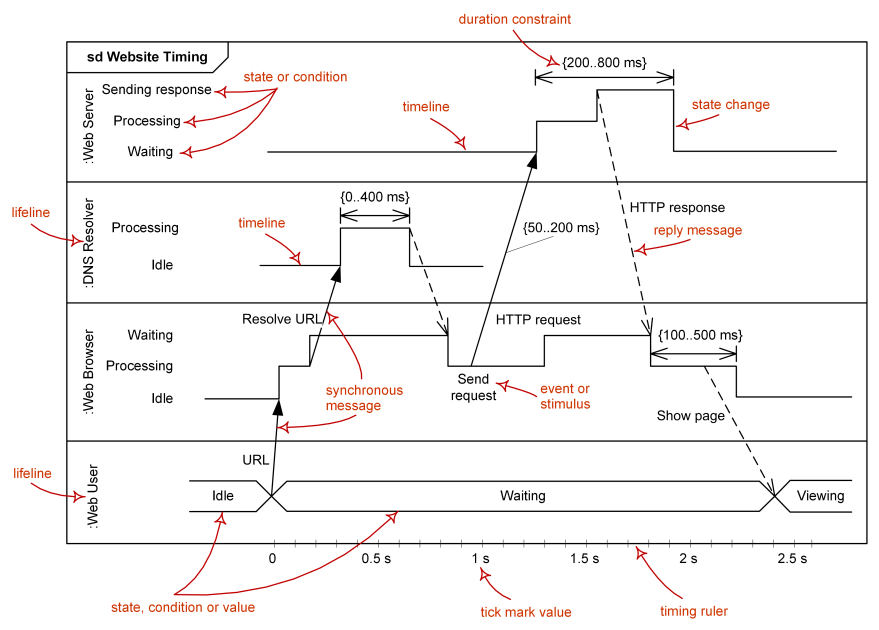 duration constraint
sd Website Timing
{200..800 ms}
state or condition
Sending response
timeline
state change
Processing
Waiting
:Web Server
{0..400 ms}
lifeline
HTTP response
Processing
timeline
{50..200 ms}
reply message
Idle
:DNS Resolver
Resolve URL
HTTP request
Waiting
{100..500 ms}
Processing
Send
request
event or
stimulus
synchronous
message
Idle
:Web Browser
Show page
URL
lifeline
Idle
Waiting
Viewing
:Web User
0
0.5 s
1 s
1.5 s
2 s
2.5 s
state, condition or value
tick mark value
timing ruler